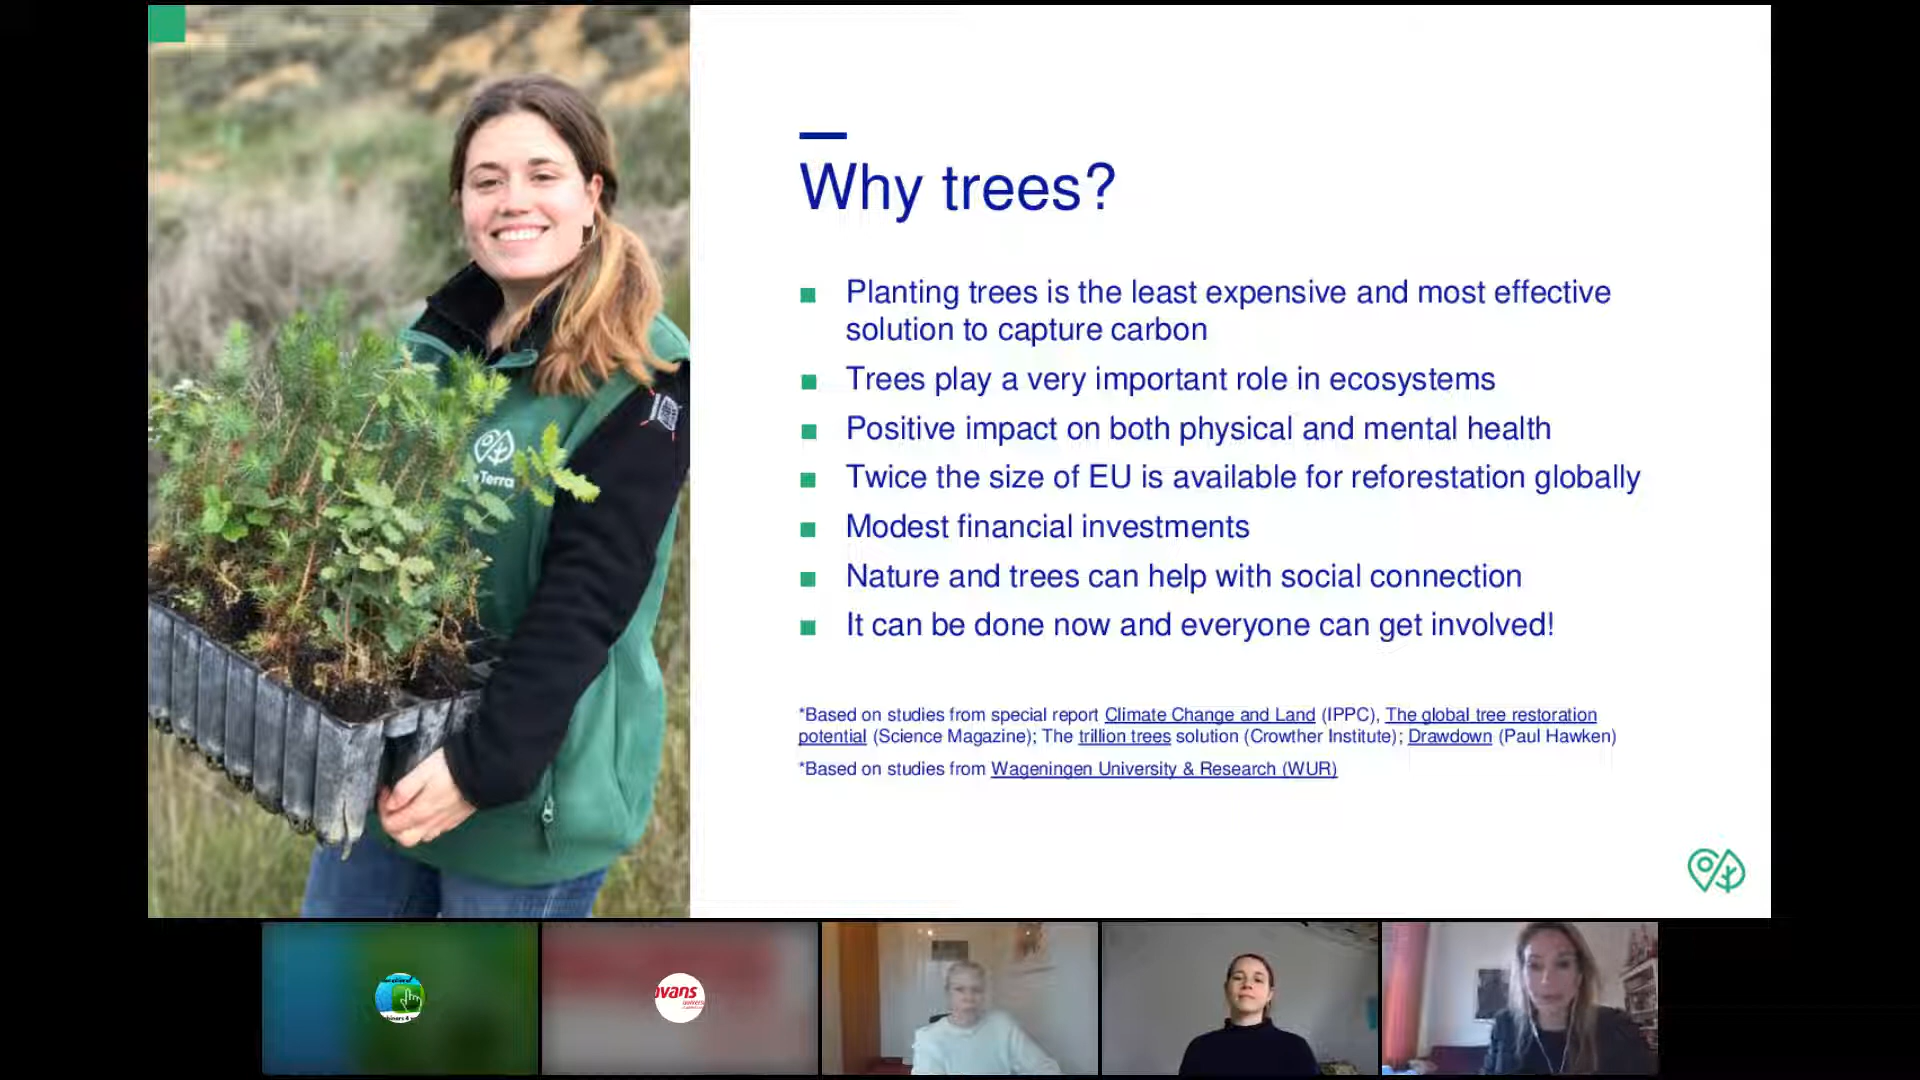 Why trees?
Planting trees is the least expensive and most effective
solution to capture carbon
Trees play a very important role in ecosystems
Positive impact on both physical and mental health
Twice the size of EU is available for reforestation globally
Modest financial investments
Nature and trees can help with social connection
It can be done now and everyone can get involved!
*Based on studies from special report Climate Change and Land (IPPC), The global tree restoration
potential (Science Magazine); The trillion trees solution (Crowther Institute); Drawdown (Paul Hawken)
*Based on studies from Wageningen University & Research (WUR)
Terra
avans